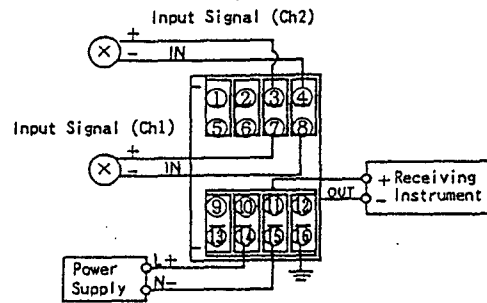 Input Signal (Ch2)
+
- IN
① ② ③ ④
⑤ ⑥ ⑦ ⑧
Input Signal (Ch1)
+
- IN
⑨ ⑩ ⑪ ⑫
⑬ ⑭ ⑮ ⑯
OUT
+ Receiving
- Instrument
Power
Supply
L+
N-